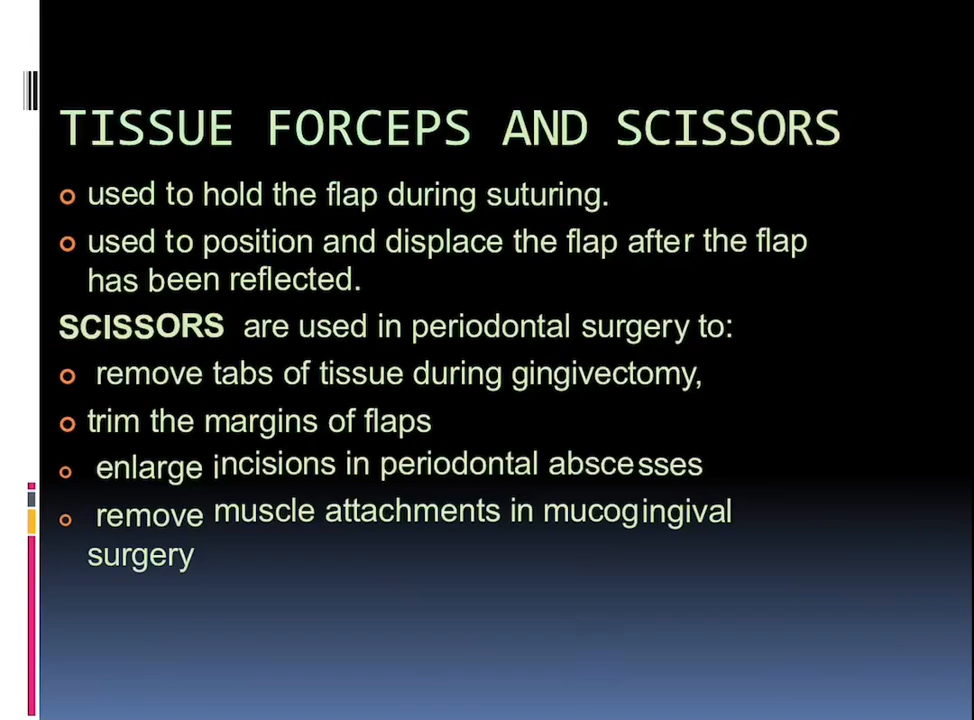 TISSUE FORCEPS AND SCISSORS
used to hold the flap during suturing.
used to position and displace the flap after the flap
has been reflected.
SCISSORS are used in periodontal surgery to:
remove tabs of tissue during gingivectomy,
trim the margins of flaps
enlarge incisions in periodontal abscesses
remove muscle attachments in mucogingival
surgery